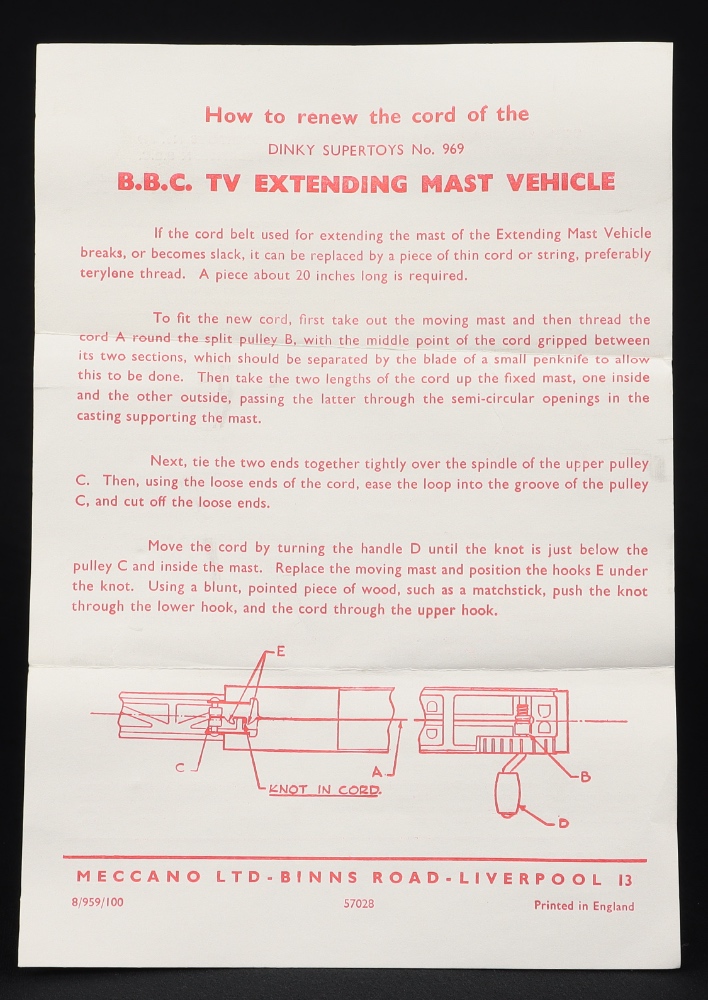 How to renew the cord of the
DINKY SUPERTOYS No. 969
B.B.C. TV EXTENDING MAST VEHICLE
If the cord belt used for extending the mast of the Extending Mast Vehicle
breaks, or becomes slack, it can be replaced by a piece of thin cord or string, preferably
terylene thread. A piece about 20 inches long is required.
To fit the new cord, first take out the moving mast and then thread the
cord A round the split pulley B, with the middle point of the cord gripped between
its two sections, which should be separated by the blade of a small penknife to allow
this to be done. Then take the two lengths of the cord up the fixed mast, one inside
and the other outside, passing the latter through the semi-circular openings in the
casting supporting the mast.
Next, tie the two ends together tightly over the spindle of the upper pulley
C. Then, using the loose ends of the cord, ease the loop into the groove of the pulley
C, and cut off the loose ends.
Move the cord by turning the handle D until the knot is just below the
pulley C and inside the mast. Replace the moving mast and position the hooks E under
the knot. Using a blunt, pointed piece of wood, such as a matchstick, push the knot
through the lower hook, and the cord through the upper hook.
E
C
A
B
KNOT IN CORD.
D
MECCANO LTD - BINNS ROAD - LIVERPOOL 13
8/959/100
57028
Printed in England